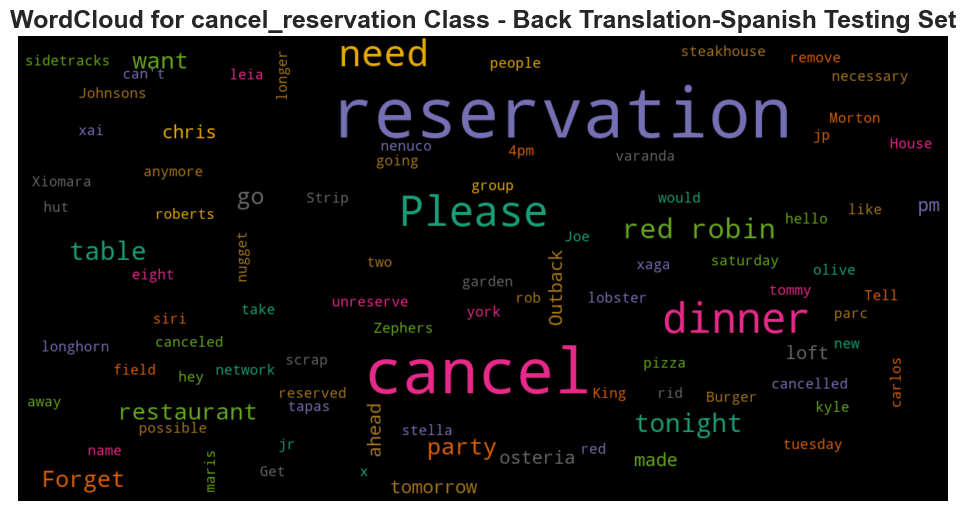 WordCloud for cancel_reservation Class - Back Translation-Spanish Testing Set
sidetracks
want
need
people
steakhouse
remove
can't
leia
longer
necessary
Johnsons
reservation
xai
chris
Morton
jp
House
nenuco
4pm
varanda
going
anymore
Xiomara
group
go
Strip
would
hut
roberts
Please
like
pm
hello
red robin
table
Joe
nugget
two
xaga
saturday
olive
eight
garden
Outback
rob
lobster
tommy
Tell
unreserve
york
take
siri
Zephers
dinner
parc
longhorn
canceled
new
loft
scrap
pizza
field
hey
network
cancel
cancelled
carlos
reserved
King
rid
Burger
away
restaurant
tapas
kyle
possible
ahead
stella
tonight
name
jr
party
red
tuesday
maris
Get
x
osteria
made
Forget
tomorrow